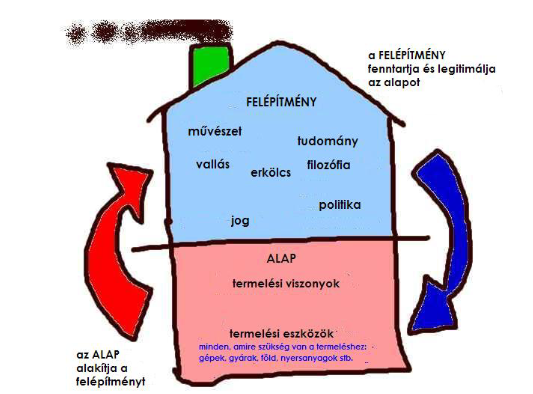 a FELÉPÍTMÉNY
fenntartja és legitimálja
az alapot
FELÉPÍTMÉNY
művészet
tudomány
vallás
erkölcs
filozófia
politika
jog
ALAP
termelési viszonyok
termelési eszközök
minden, amire szükség van a termeléshez:
gépek, gyárak, föld, nyersanyagok stb.
az ALAP
alakítja a
felépítményt